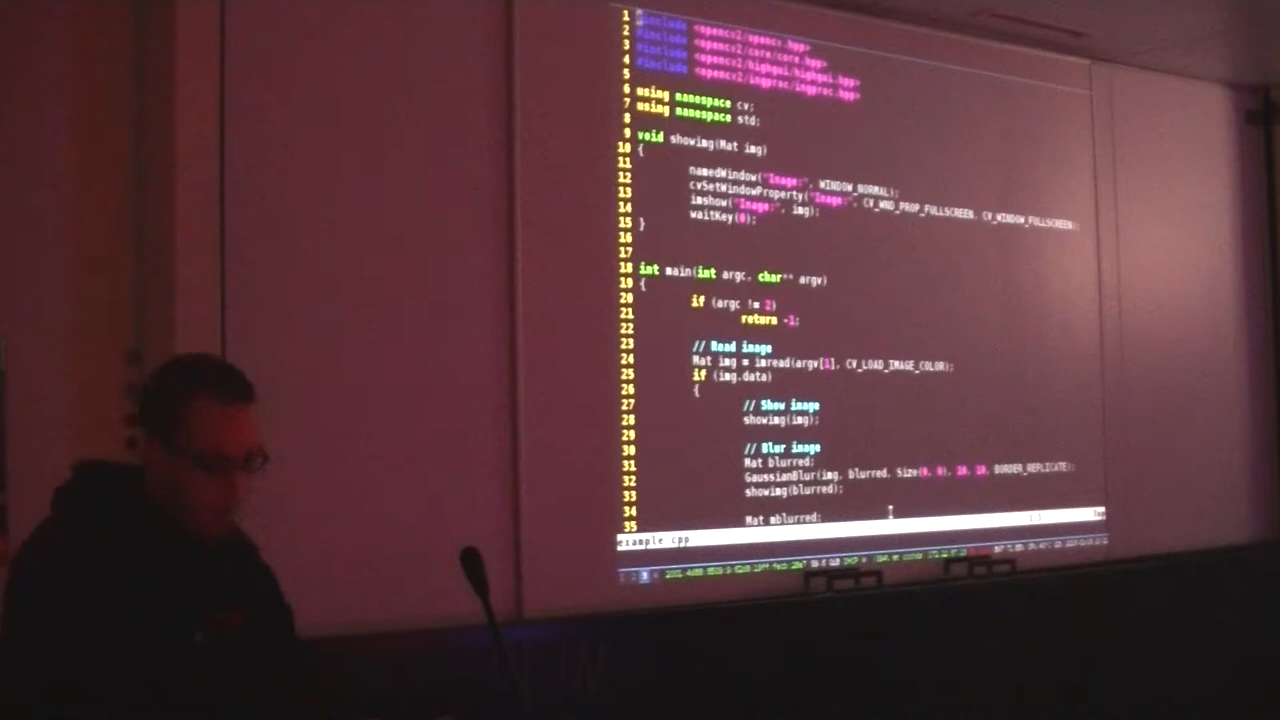 1 #include <opencv2/opencv.hpp>
2 #include <opencv2/core/core.hpp>
3 #include <opencv2/highgui/highgui.hpp>
4 #include <opencv2/imgproc/imgproc.hpp>
5
6 using namespace cv;
7 using namespace std;
8
9 void showimg(Mat img)
10 {
11
12 namedWindow("Image:", WINDOW_NORMAL);
13 cvSetWindowProperty("Image:", CV_WND_PROP_FULLSCREEN, CV_WINDOW_FULLSCREEN);
14 imshow("Image:", img);
15 waitKey(0);
16 }
17
18 int main(int argc, char** argv)
19 {
20 if (argc != 2)
21 return -1;
22
23 // Read image
24 Mat img = imread(argv[1], CV_LOAD_IMAGE_COLOR);
25 if (img.data)
26 {
27 // Show image
28 showimg(img);
29
30 // Blur image
31 Mat blurred;
32 GaussianBlur(img, blurred, Size(0, 0), 10, 10, BORDER_REPLICATE);
33 showimg(blurred);
34
35 Mat mblurred;
example.cpp 1:1 Top